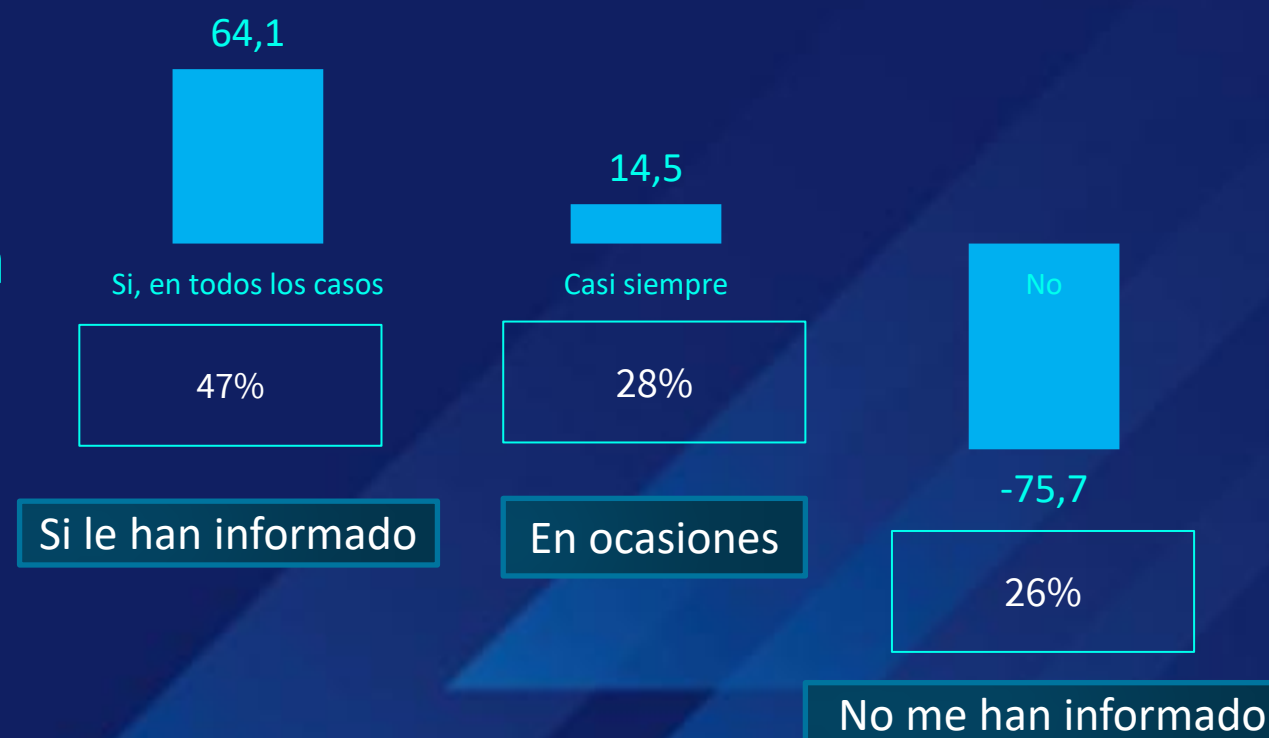 64,1
14,5
Si, en todos los casos
Casi siempre
No
47%
28%
-75,7
Si le han informado
En ocasiones
26%
No me han informado